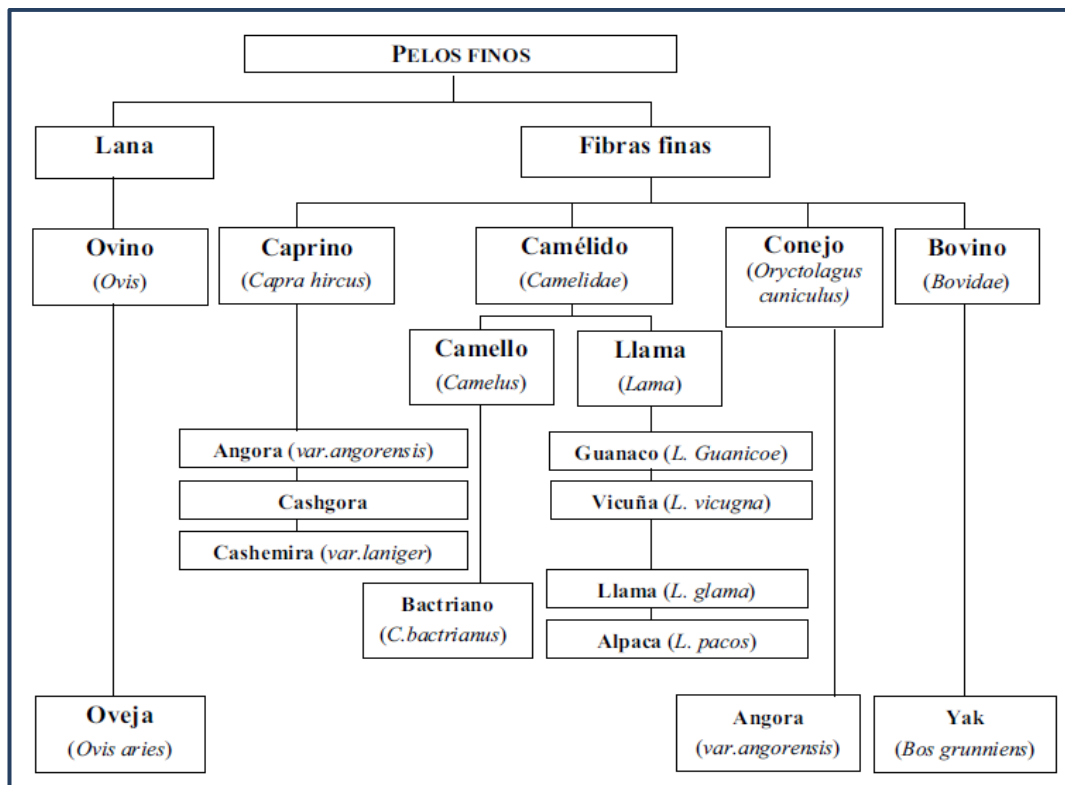 PELOS FINOS
Lana
Fibras finas
Ovino
(Ovis)
Caprino
(Capra hircus)
Camélido
(Camelidae)
Conejo
(Oryctolagus
cuniculus)
Bovino
(Bovidae)
Camello
(Camelus)
Llama
(Lama)
Angora (var.angorensis)
Cashgora
Cashemira (var.laniger)
Guanaco (L. Guanicoe)
Vicuña (L. vicugna)
Llama (L. glama)
Alpaca (L. pacos)
Bactriano
(C.bactrianus)
Oveja
(Ovis aries)
Angora
(var.angorensis)
Yak
(Bos grunniens)